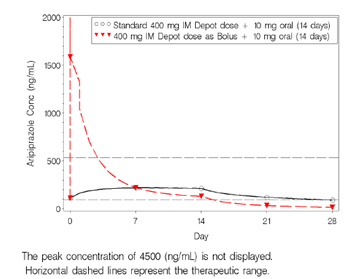 2000
○○○ Standard 400 mg IM Depot dose + 10 mg oral (14 days)
▼▼▼ 400 mg IM Depot dose as Bolus + 10 mg oral (14 days)
1500
1000
500
0
Aripiprazole Conc (ng/mL)
0 7 14 21 28
Day
The peak concentration of 4500 (ng/mL) is not displayed.
Horizontal dashed lines represent the therapeutic range.